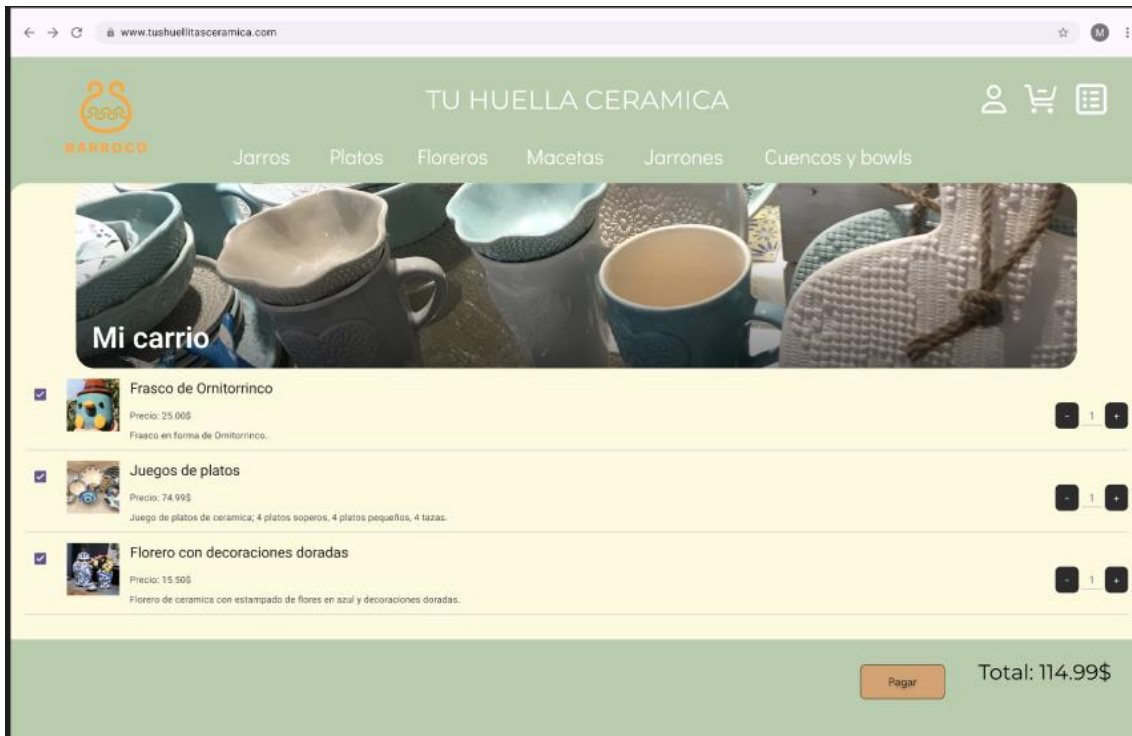 www.tushuellitasceramica.com
M
TU HUELLA CERAMICA
BARROCO
Jarros Platos Floreros Macetas Jarrones Cuencos y bowls
Mi carrio
Frasco de Ornitorrinco
Precio: 25.00$
Frasco en forma de Ornitorrinco.
- 1 +
Juegos de platos
Precio: 74.99$
Juego de platos de ceramica; 4 platos soperos, 4 platos pequeños, 4 tazas.
- 1 +
Florero con decoraciones doradas
Precio: 15.50$
Florero de ceramica con estampado de flores en azul y decoraciones doradas.
- 1 +
Pagar
Total: 114.99$